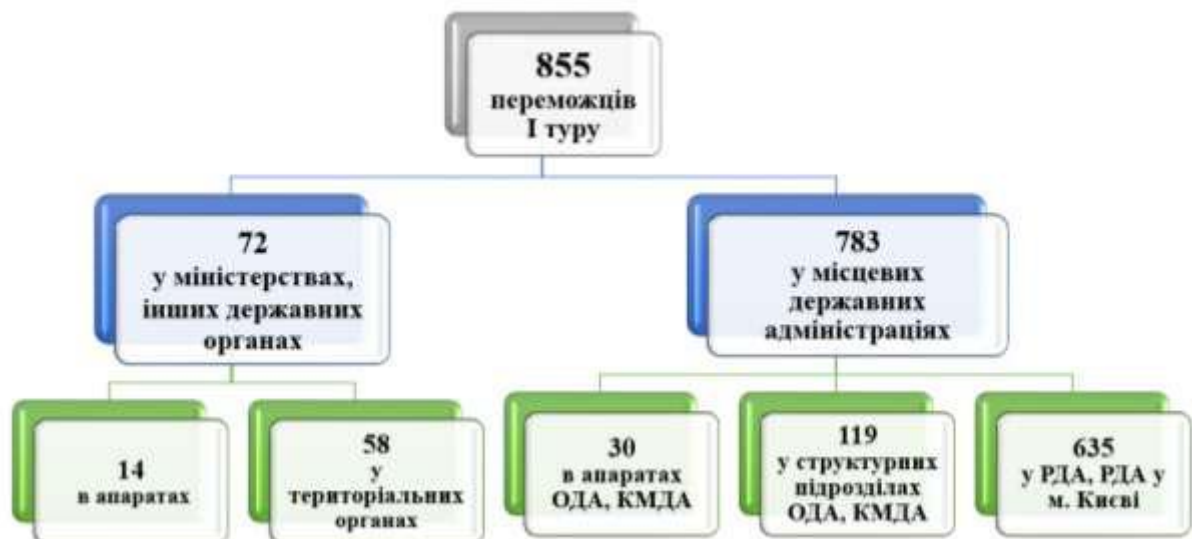 855
переможців
І туру
72
у міністерствах,
інших державних
органах
783
у місцевих
державних
адміністраціях
14
в апаратах
58
у
територіальних
органах
30
в апаратах
ОДА, КМДА
119
у структурних
підрозділах
ОДА, КМДА
635
у РДА, РДА у
м. Києві